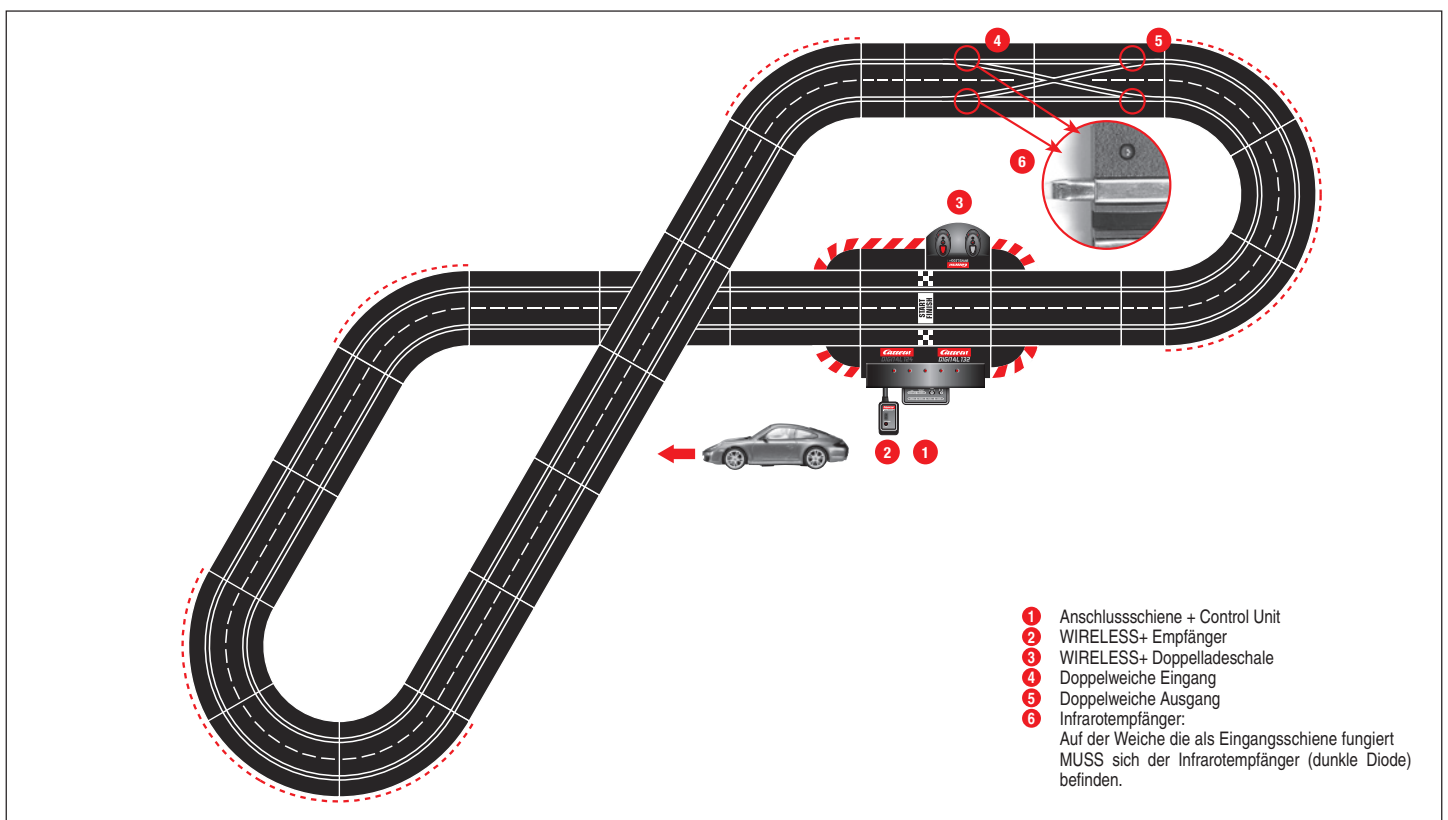 4
5
6
3
START
FINISH
Carrera
DIGITAL 124
Carrera
DIGITAL 132
2
1
1 Anschlussschiene + Control Unit
2 WIRELESS+ Empfänger
3 WIRELESS+ Doppelladeschale
4 Doppelweiche Eingang
5 Doppelweiche Ausgang
6 Infrarotempfänger:
Auf der Weiche die als Eingangsschiene fungiert
MUSS sich der Infrarotempfänger (dunkle Diode)
befinden.